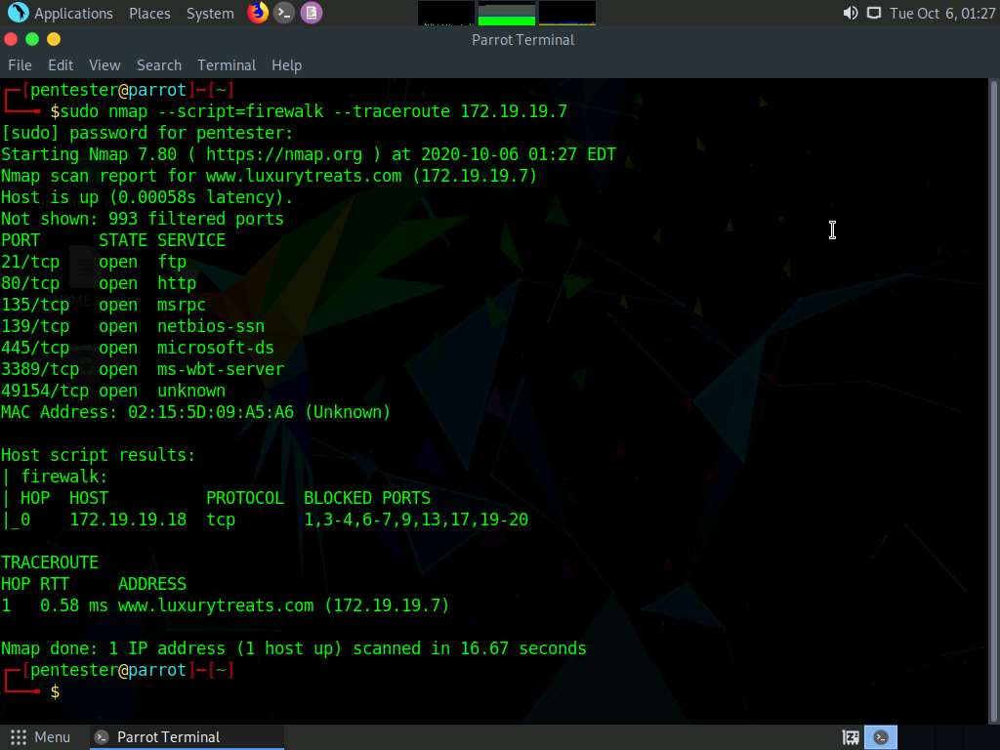 Applications Places System Tue Oct 6, 01:27
Parrot Terminal
File Edit View Search Terminal Help
┌─[pentester@parrot]─[~]
└──╼ $sudo nmap --script=firewalk --traceroute 172.19.19.7
[sudo] password for pentester:
Starting Nmap 7.80 ( https://nmap.org ) at 2020-10-06 01:27 EDT
Nmap scan report for www.luxurytreats.com (172.19.19.7)
Host is up (0.00058s latency).
Not shown: 993 filtered ports
PORT      STATE SERVICE
21/tcp    open  ftp
80/tcp    open  http
135/tcp   open  msrpc
139/tcp   open  netbios-ssn
445/tcp   open  microsoft-ds
3389/tcp  open  ms-wbt-server
49154/tcp open  unknown
MAC Address: 02:15:5D:09:A5:A6 (Unknown)
Host script results:
| firewalk:
| HOP  HOST          PROTOCOL  BLOCKED PORTS
|_0    172.19.19.18  tcp       1,3-4,6-7,9,13,17,19-20
TRACEROUTE
HOP RTT     ADDRESS
1   0.58 ms www.luxurytreats.com (172.19.19.7)
Nmap done: 1 IP address (1 host up) scanned in 16.67 seconds
┌─[pentester@parrot]─[~]
└──╼ $
Menu Parrot Terminal